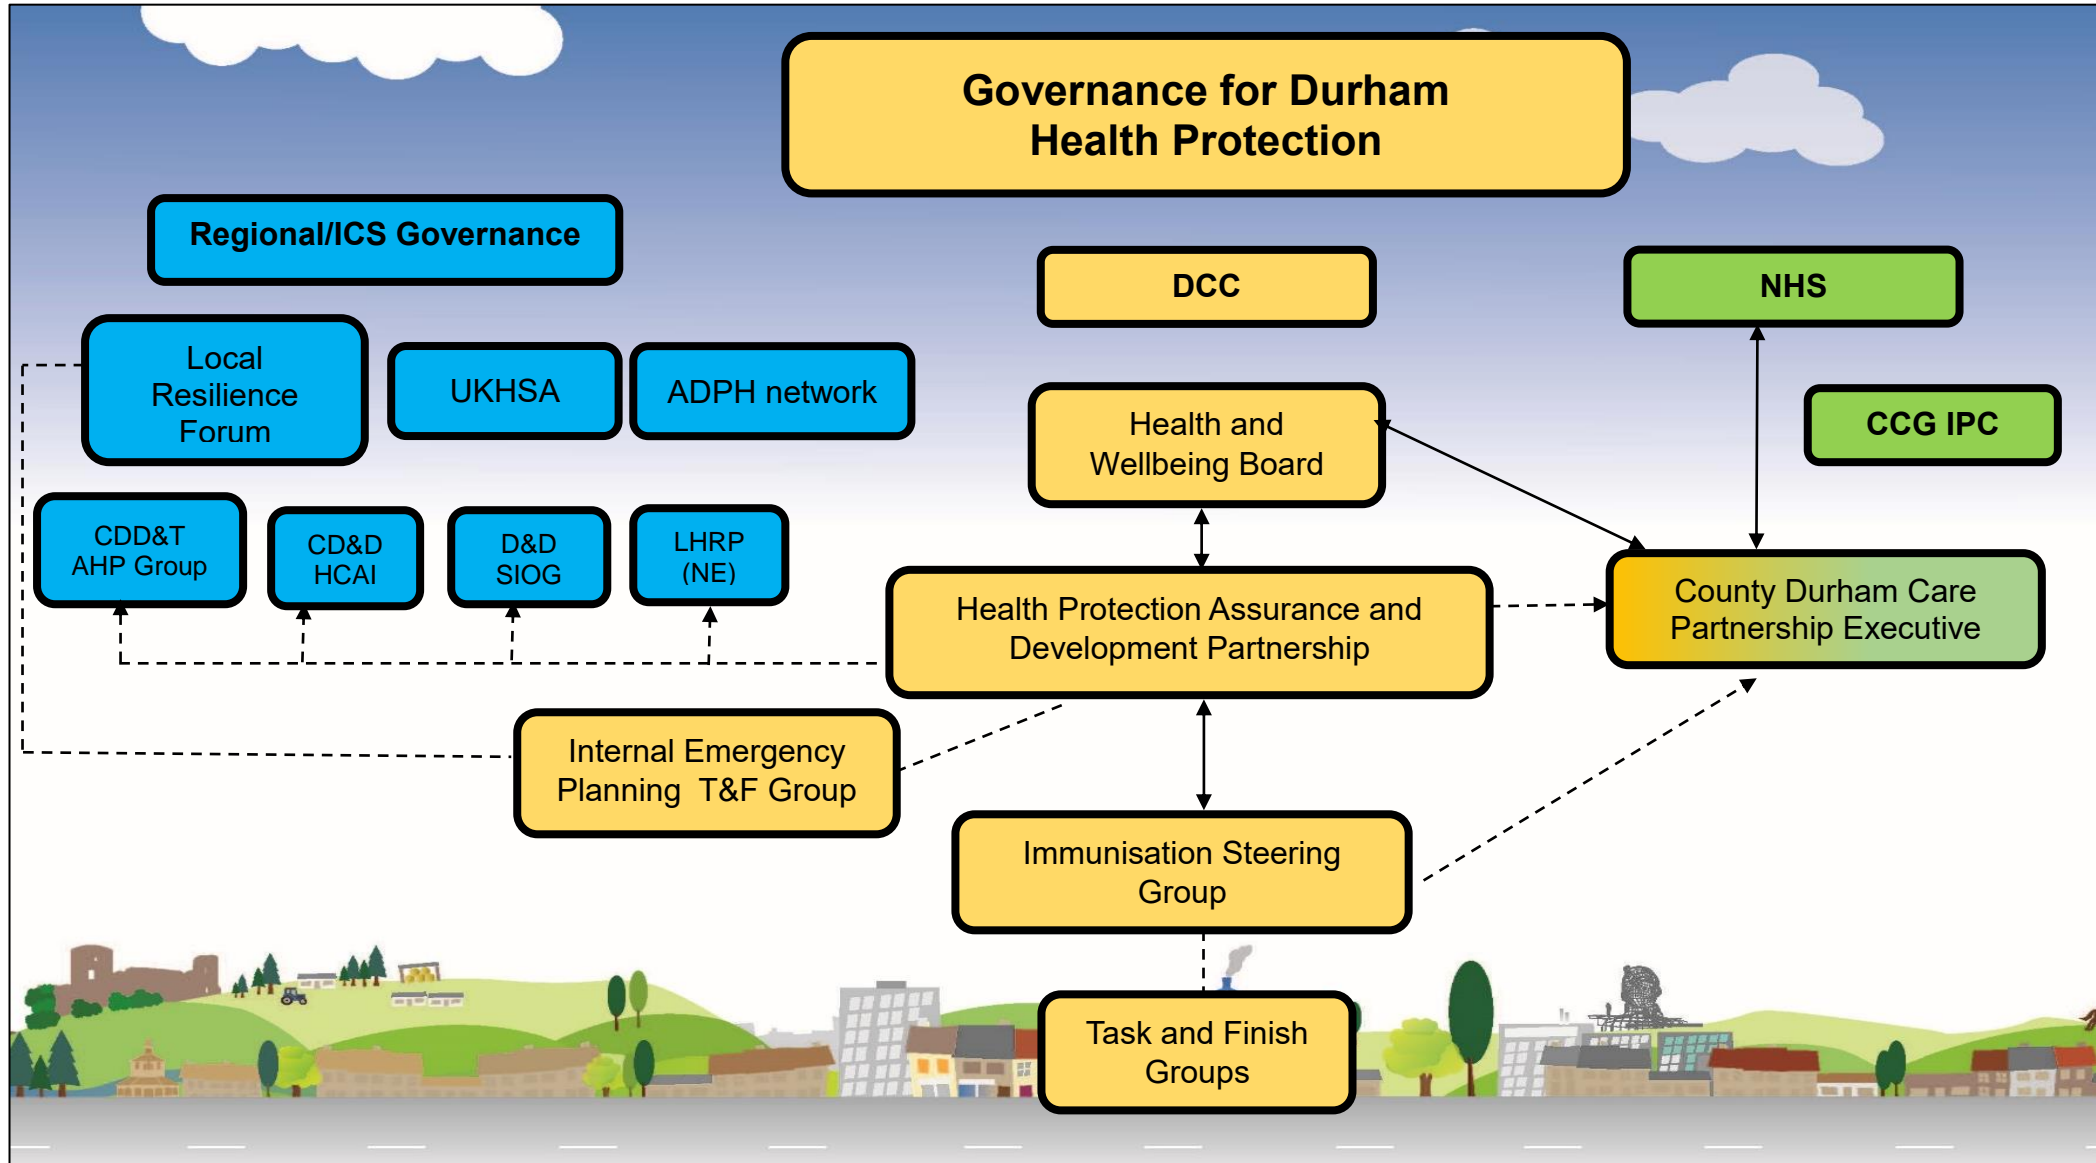 Governance for Durham
Health Protection
Regional/ICS Governance
DCC
NHS
Local
Resilience
Forum
UKHSA
ADPH network
Health and
Wellbeing Board
CCG IPC
CDD&T
AHP Group
CD&D
HCAI
D&D
SIOG
LHRP
(NE)
Health Protection Assurance and
Development Partnership
County Durham Care
Partnership Executive
Internal Emergency
Planning  T&F Group
Immunisation Steering
Group
Task and Finish
Groups